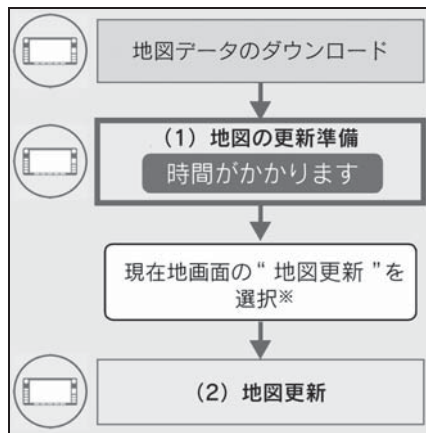 地図データのダウンロード
(1) 地図の更新準備
時間がかかります
現在地画面の“地図更新”を
選択※
(2) 地図更新